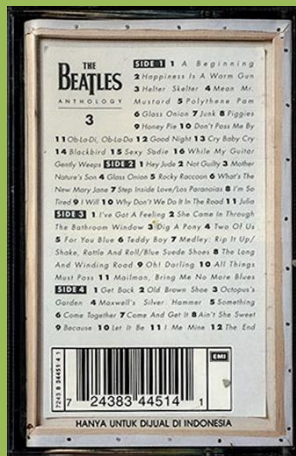 THE BEATLES ANTHOLOGY 3
SIDE 1 1 A Beginning
2 Happiness Is A Warm Gun
3 Helter Skelter 4 Mean Mr.
Mustard 5 Polythene Pam
6 Glass Onion 7 Junk 8 Piggies
9 Honey Pie 10 Don't Pass Me By
11 Ob-La-Di, Ob-La-Da 12 Good Night 13 Cry Baby Cry
14 Blackbird 15 Sexy Sadie 16 While My Guitar
Gently Weeps SIDE 2 1 Hey Jude 2 Not Guilty 3 Mother
Nature's Son 4 Glass Onion 5 Rocky Raccoon 6 What's The
New Mary Jane 7 Step Inside Love/Los Paranoias 8 I'm So
Tired 9 I Will 10 Why Don't We Do It In The Road 11 Julia
SIDE 3 1 I've Got A Feeling 2 She Came In Through
The Bathroom Window 3 Dig A Pony 4 Two Of Us
5 For You Blue 6 Teddy Boy 7 Medley: Rip It Up/
Shake, Rattle And Roll/Blue Suede Shoes 8 The Long
And Winding Road 9 Oh! Darling 10 All Things
Must Pass 11 Mailman, Bring Me No More Blues
SIDE 4 1 Get Back 2 Old Brown Shoe 3 Octopus's
Garden 4 Maxwell's Silver Hammer 5 Something
6 Come Together 7 Come And Get It 8 Ain't She Sweet
9 Because 10 Let It Be 11 I Me Mine 12 The End
7243 8 34451 4 1
7 24383 44514 1
EMI
HANYA UNTUK DIJUAL DI INDONESIA